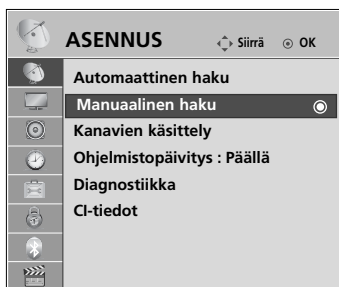 ASENNUS Siirrä OK
Automaattinen haku
Manuaalinen haku
Kanavien käsittely
Ohjelmistopäivitys : Päällä
Diagnostiikka
CI-tiedot